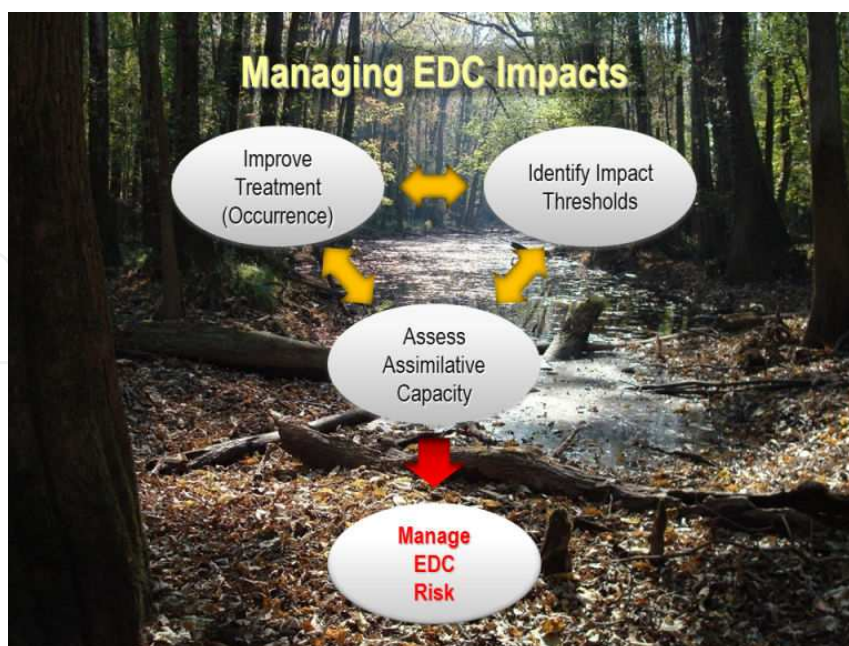 Managing EDC Impacts
Improve
Treatment
(Occurrence)
Identify Impact
Thresholds
Assess
Assimilative
Capacity
Manage
EDC
Risk